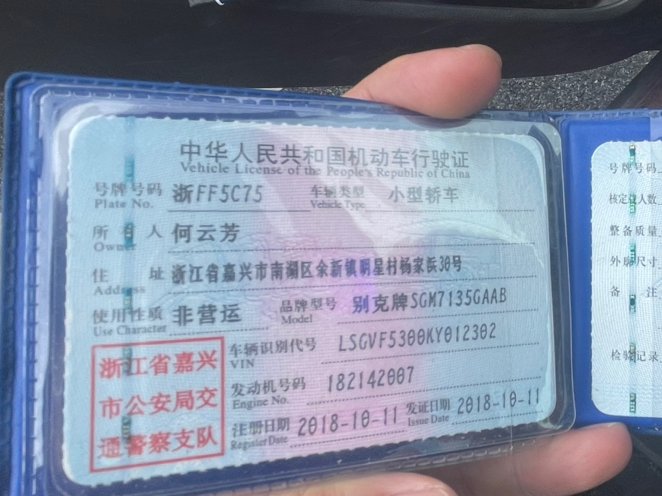 中华人民共和国机动车行驶证
Vehicle License of the People's Republic of China
号牌号码 浙FF5C75 车辆类型 小型轿车
Plate No. Vehicle Type
所有人 何云芳
Owner
住址 浙江省嘉兴市南湖区余新镇明星村杨家浜30号
Address
使用性质 非营运 品牌型号 别克牌SGM7135GAAB
Use Character Model
浙江省嘉兴
市公安局交
通警察支队
车辆识别代号 LSGVF5300KY012302
VIN
发动机号码 182142007
Engine No.
注册日期 2018-10-11 发证日期 2018-10-11
Register Date Issue Date
号牌号码
核定载人数
整备质量
外廓尺寸
备注
检验记录